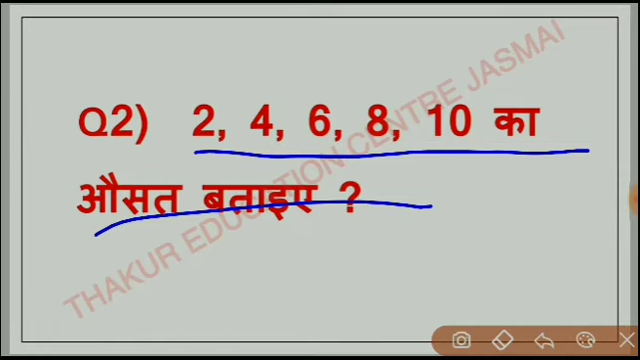 Q2) 2, 4, 6, 8, 10 का
औसत बताइए ?
THAKUR EDUCATION CENTRE JASMAI